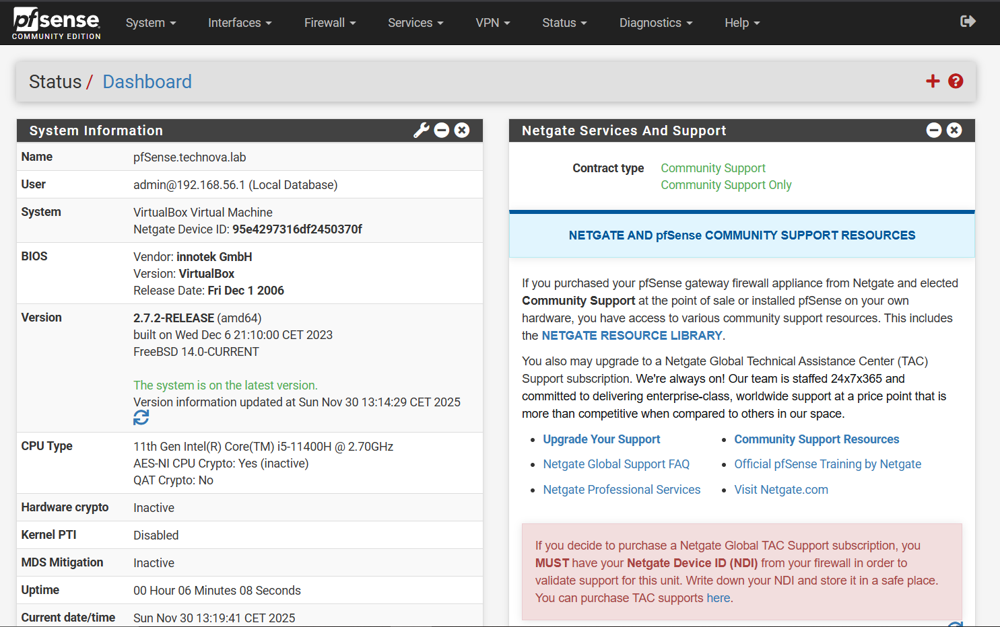 pfsense
COMMUNITY EDITION
System
Interfaces
Firewall
Services
VPN
Status
Diagnostics
Help
Status / Dashboard
System Information
Name
pfSense.technova.lab
User
admin@192.168.56.1 (Local Database)
System
VirtualBox Virtual Machine
Netgate Device ID: 95e4297316df2450370f
BIOS
Vendor: innotek GmbH
Version: VirtualBox
Release Date: Fri Dec 1 2006
Version
2.7.2-RELEASE (amd64)
built on Wed Dec 6 21:10:00 CET 2023
FreeBSD 14.0-CURRENT
The system is on the latest version.
Version information updated at Sun Nov 30 13:14:29 CET 2025
CPU Type
11th Gen Intel(R) Core(TM) i5-11400H @ 2.70GHz
AES-NI CPU Crypto: Yes (inactive)
QAT Crypto: No
Hardware crypto
Inactive
Kernel PTI
Disabled
MDS Mitigation
Inactive
Uptime
00 Hour 06 Minutes 08 Seconds
Current date/time
Sun Nov 30 13:19:41 CET 2025
Netgate Services And Support
Contract type
Community Support
Community Support Only
NETGATE AND pfSense COMMUNITY SUPPORT RESOURCES
If you purchased your pfSense gateway firewall appliance from Netgate and elected
Community Support at the point of sale or installed pfSense on your own
hardware, you have access to various community support resources. This includes
the NETGATE RESOURCE LIBRARY.
You also may upgrade to a Netgate Global Technical Assistance Center (TAC)
Support subscription. We're always on! Our team is staffed 24x7x365 and
committed to delivering enterprise-class, worldwide support at a price point that is
more than competitive when compared to others in our space.
Upgrade Your Support
Community Support Resources
Netgate Global Support FAQ
Official pfSense Training by Netgate
Netgate Professional Services
Visit Netgate.com
If you decide to purchase a Netgate Global TAC Support subscription, you
MUST have your Netgate Device ID (NDI) from your firewall in order to
validate support for this unit. Write down your NDI and store it in a safe place.
You can purchase TAC supports here.